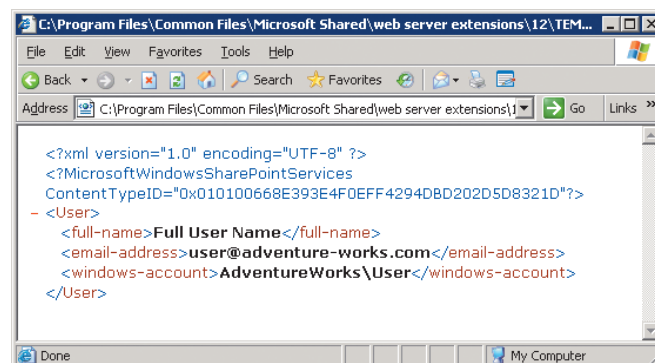 C:\Program Files\Common Files\Microsoft Shared\web server extensions\12\TEM...
File Edit View Favorites Tools Help
Back Search Favorites
Address C:\Program Files\Common Files\Microsoft Shared\web server extensions\1 Go Links »
<?xml version="1.0" encoding="UTF-8" ?>
<?MicrosoftWindowsSharePointServices
ContentTypeID="0x010100668E393E4F0EFF4294DBD202D5D8321D"?>
- <User>
<full-name>Full User Name</full-name>
<email-address>user@adventure-works.com</email-address>
<windows-account>AdventureWorks\User</windows-account>
</User>
Done My Computer